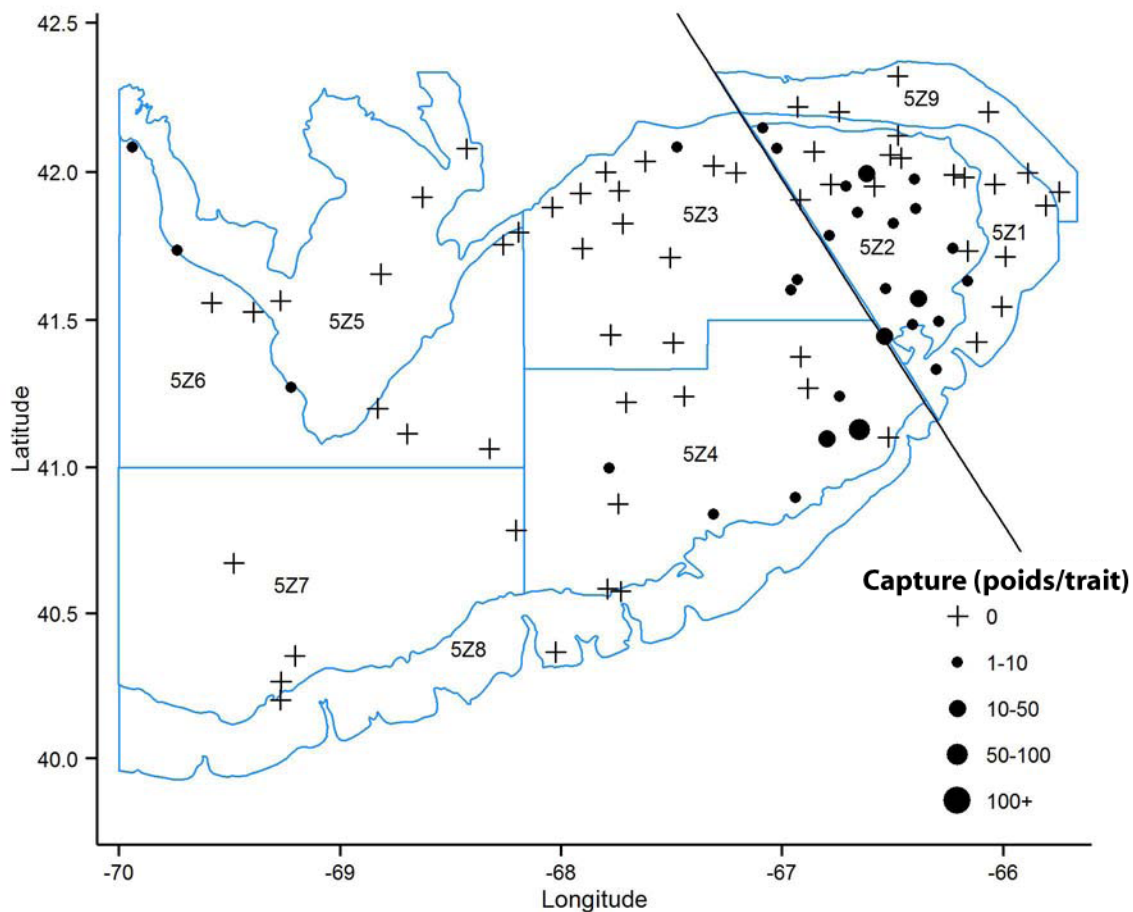 42.5
42.0
41.5
41.0
40.5
40.0
Latitude
5Z9
5Z3
5Z2
5Z1
5Z5
5Z6
5Z4
5Z7
5Z8
Capture (poids/trait)
0
1-10
10-50
50-100
100+
-70 -69 -68 -67 -66
Longitude